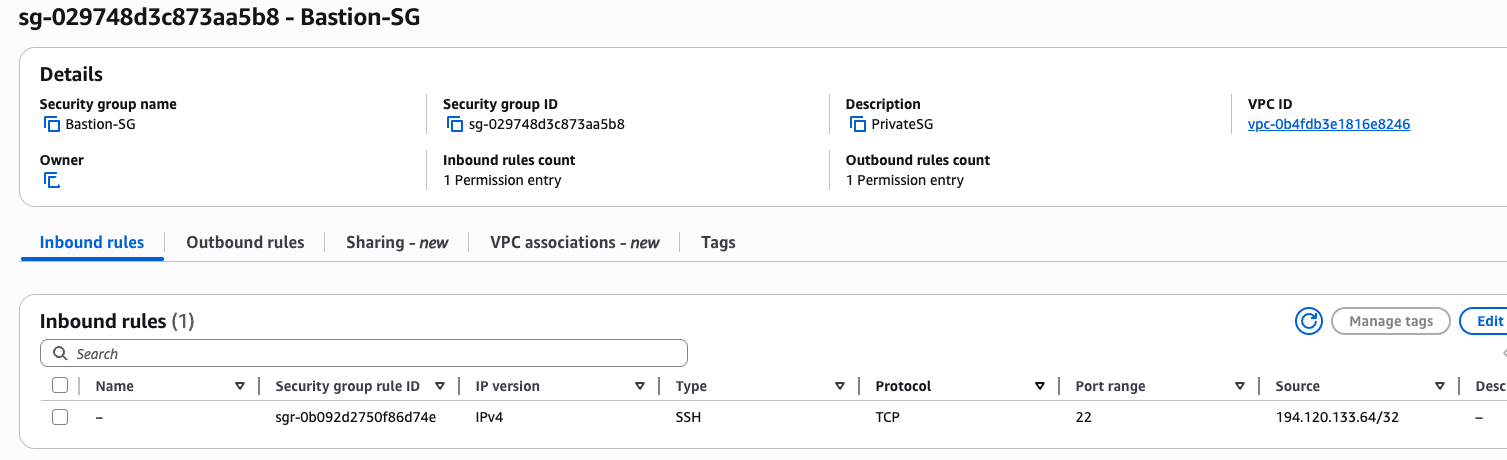 sg-029748d3c873aa5b8 - Bastion-SG
Details
Security group name
Bastion-SG
Security group ID
sg-029748d3c873aa5b8
Description
PrivateSG
VPC ID
vpc-0b4fdb3e1816e8246
Owner
Inbound rules count
1 Permission entry
Outbound rules count
1 Permission entry
Inbound rules Outbound rules Sharing - new VPC associations - new Tags
Inbound rules (1)
Manage tags Edit
Search
Name Security group rule ID IP version Type Protocol Port range Source Desc
– sgr-0b092d2750f86d74e IPv4 SSH TCP 22 194.120.133.64/32 –